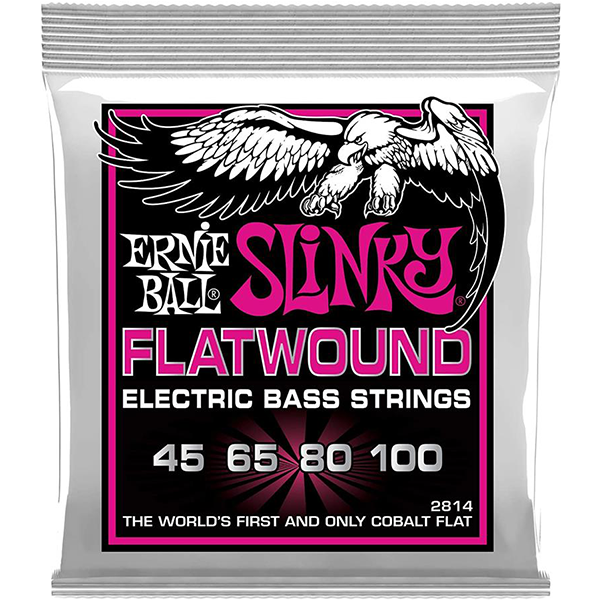 ERNIE BALL® SLINKY®
FLATWOUND
ELECTRIC BASS STRINGS
45 65 80 100
2814
THE WORLD'S FIRST AND ONLY COBALT FLAT